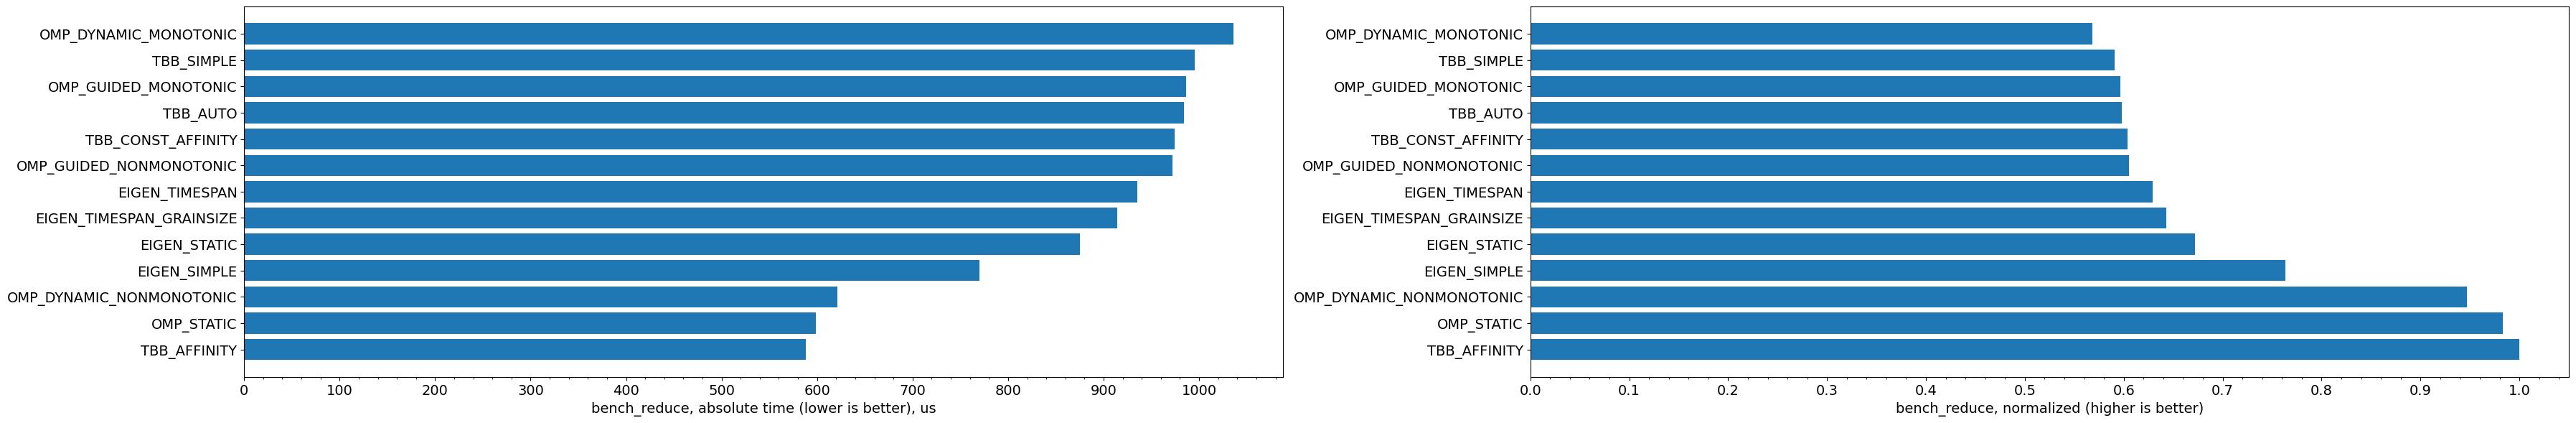 OMP_DYNAMIC_MONOTONIC
TBB_SIMPLE
OMP_GUIDED_MONOTONIC
TBB_AUTO
TBB_CONST_AFFINITY
OMP_GUIDED_NONMONOTONIC
EIGEN_TIMESPAN
EIGEN_TIMESPAN_GRAINSIZE
EIGEN_STATIC
EIGEN_SIMPLE
OMP_DYNAMIC_NONMONOTONIC
OMP_STATIC
TBB_AFFINITY
0 100 200 300 400 500 600 700 800 900 1000
bench_reduce, absolute time (lower is better), us
OMP_DYNAMIC_MONOTONIC
TBB_SIMPLE
OMP_GUIDED_MONOTONIC
TBB_AUTO
TBB_CONST_AFFINITY
OMP_GUIDED_NONMONOTONIC
EIGEN_TIMESPAN
EIGEN_TIMESPAN_GRAINSIZE
EIGEN_STATIC
EIGEN_SIMPLE
OMP_DYNAMIC_NONMONOTONIC
OMP_STATIC
TBB_AFFINITY
0.0 0.1 0.2 0.3 0.4 0.5 0.6 0.7 0.8 0.9 1.0
bench_reduce, normalized (higher is better)